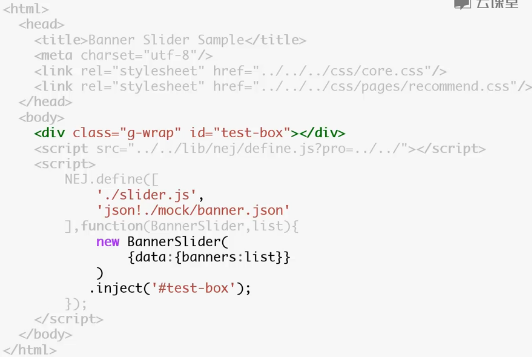 云课堂
<html>
<head>
<title>Banner Slider Sample</title>
<meta charset="utf-8"/>
<link rel="stylesheet" href="../../../css/core.css"/>
<link rel="stylesheet" href="../../../css/pages/recommend.css"/>
</head>
<body>
<div class="g-wrap" id="test-box"></div>
<script src="../../lib/nej/define.js?pro=../../"></script>
<script>
NEJ.define([
'./slider.js',
'json!./mock/banner.json'
],function(BannerSlider,list){
new BannerSlider(
{data:{banners:list}}
)
.inject('#test-box');
});
</script>
</body>
</html>